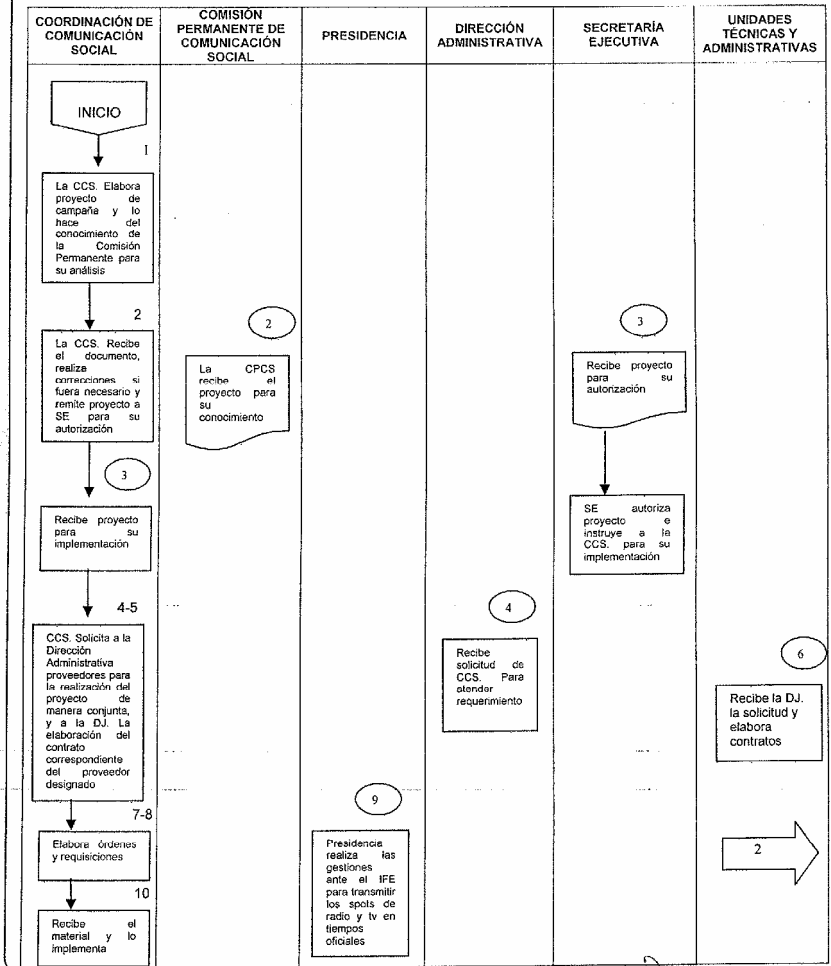 COORDINACIÓN DE
COMUNICACIÓN
SOCIAL
COMISIÓN
PERMANENTE DE
COMUNICACIÓN
SOCIAL
PRESIDENCIA
DIRECCIÓN
ADMINISTRATIVA
SECRETARÍA
EJECUTIVA
UNIDADES
TÉCNICAS Y
ADMINISTRATIVAS
INICIO
1
La CCS. Elabora
proyecto de
campaña y lo
hace del
conocimiento de
la Comisión
Permanente para
su análisis
2
La CCS. Recibe
el documento,
realiza
correcciones si
fuera necesario y
remite proyecto a
SE para su
autorización
2
La CPCS
recibe el
proyecto para
su
conocimiento
3
Recibe proyecto
para su
autorización
3
Recibe proyecto
para su
implementación
SE autoriza
proyecto e
instruye a la
CCS. para su
implementación
4-5
CCS. Solicita a la
Dirección
Administrativa
proveedores para
la realización del
proyecto de
manera conjunta,
y a la DJ. La
elaboración del
contrato
correspondiente
del proveedor
designado
4
Recibe
solicitud de
CCS. Para
atender
requerimiento
6
Recibe la DJ.
la solicitud y
elabora
contratos
7-8
Elabora órdenes
y requisiciones
9
Presidencia
realiza las
gestiones
ante el IFE
para transmitir
los spots de
radio y tv en
tiempos
oficiales
2
10
Recibe el
material y lo
implementa